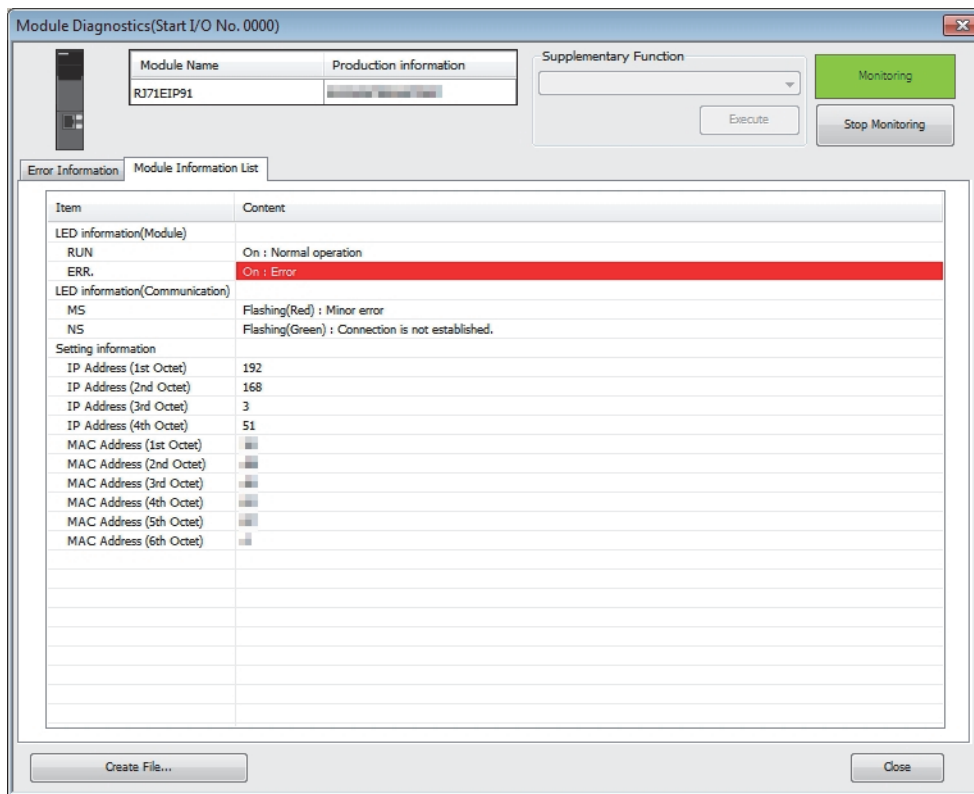 Module Diagnostics(Start I/O No. 0000)
Module Name Production information
RJ71EIP91
Supplementary Function
Execute
Monitoring
Stop Monitoring
Error Information Module Information List
Item Content
LED information(Module)
RUN On : Normal operation
ERR. On : Error
LED information(Communication)
MS Flashing(Red) : Minor error
NS Flashing(Green) : Connection is not established.
Setting information
IP Address (1st Octet) 192
IP Address (2nd Octet) 168
IP Address (3rd Octet) 3
IP Address (4th Octet) 51
MAC Address (1st Octet)
MAC Address (2nd Octet)
MAC Address (3rd Octet)
MAC Address (4th Octet)
MAC Address (5th Octet)
MAC Address (6th Octet)
Create File...
Close